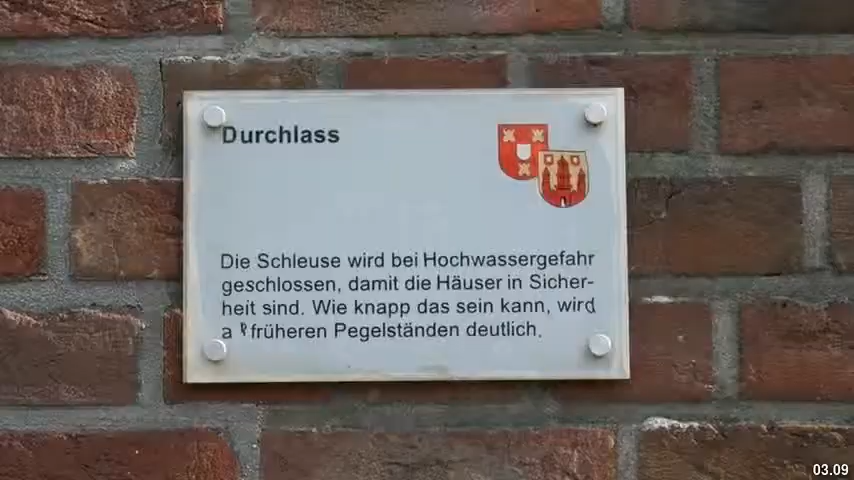 Durchlass
Die Schleuse wird bei Hochwassergefahr
geschlossen, damit die Häuser in Sicher-
heit sind. Wie knapp das sein kann, wird
früheren Pegelständen deutlich.
03.09